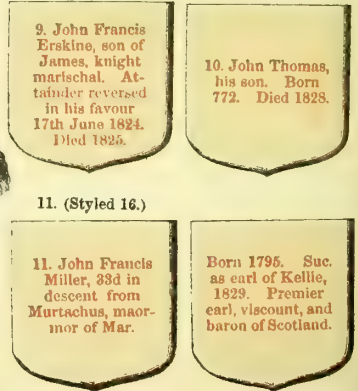 9. John Francis
Erskine, son of
James, knight
marischal. At-
tainder reversed
in his favour
17th June 1824.
Died 1825.
10. John Thomas,
his son. Born
772. Died 1828.
11. (Styled 16.)
11. John Francis
Miller, 33d in
descent from
Murtachus, maor-
mor of Mar.
Born 1795. Suc.
as earl of Kellie,
1829. Premier
earl, viscount, and
baron of Scotland.